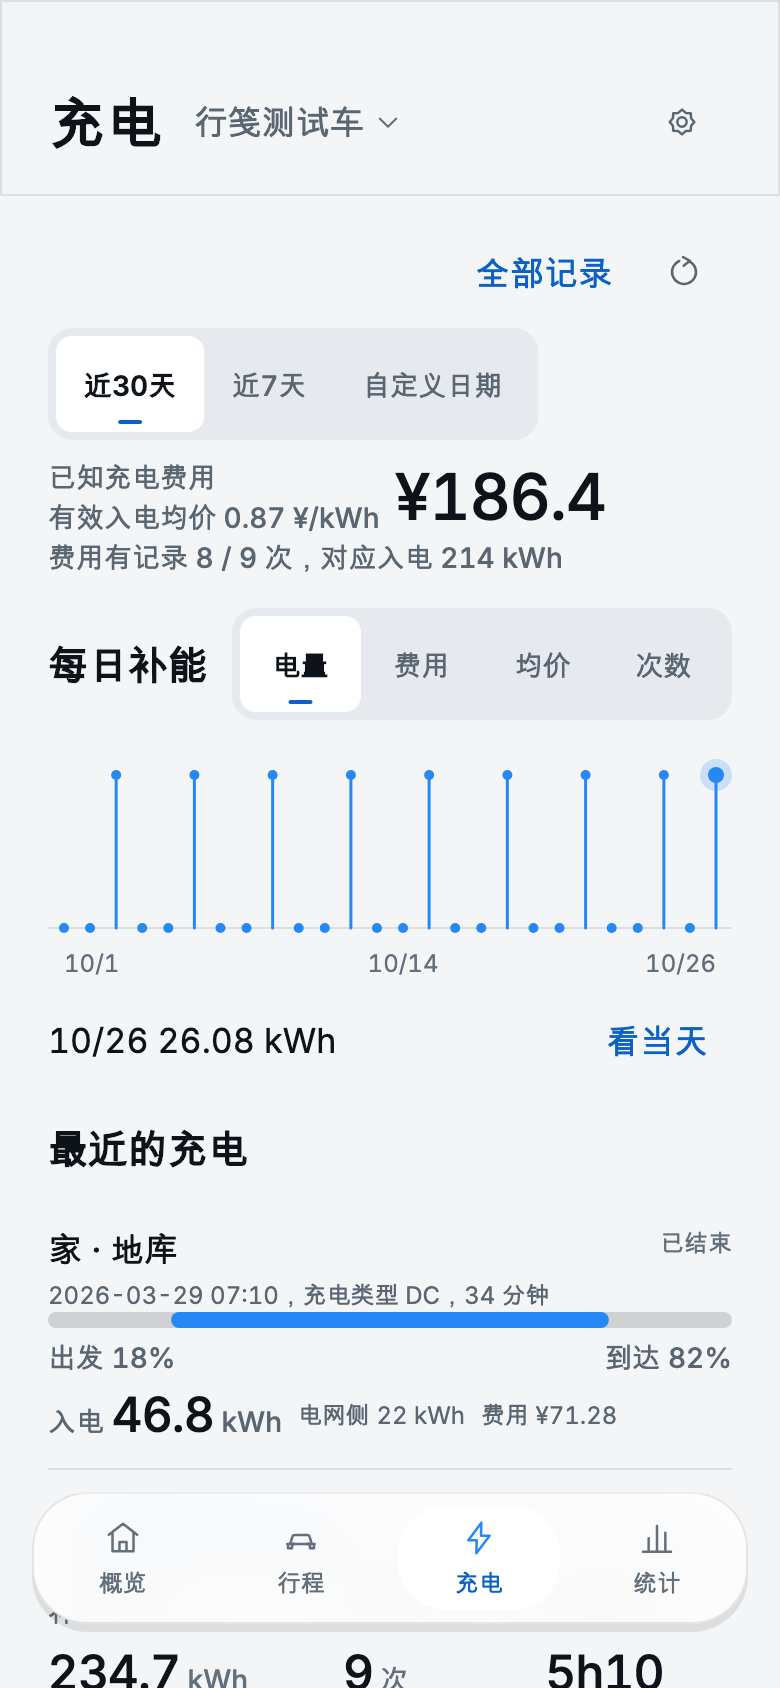 充电 行笺测试车
全部记录
近30天 近7天 自定义日期
已知充电费用
有效入电均价 0.87 ¥/kWh ¥186.4
费用有记录 8 / 9 次，对应入电 214 kWh
每日补能 电量 费用 均价 次数
10/1 10/14 10/26
10/26 26.08 kWh 看当天
最近的充电
家 · 地库 已结束
2026-03-29 07:10，充电类型 DC，34 分钟
出发 18% 到达 82%
入电 46.8 kWh 电网侧 22 kWh 费用 ¥71.28
概览 行程 充电 统计
234.7 kWh 9 次 5h10